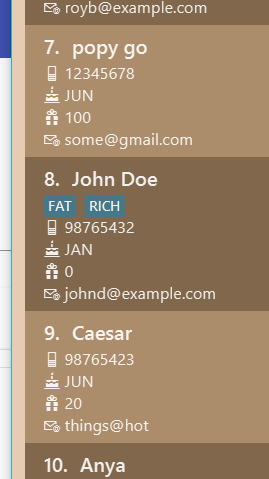 royb@example.com
7. popy go
12345678
JUN
100
some@gmail.com
8. John Doe
FAT RICH
98765432
JAN
0
johnd@example.com
9. Caesar
98765423
JUN
20
things@hot
10. Anya